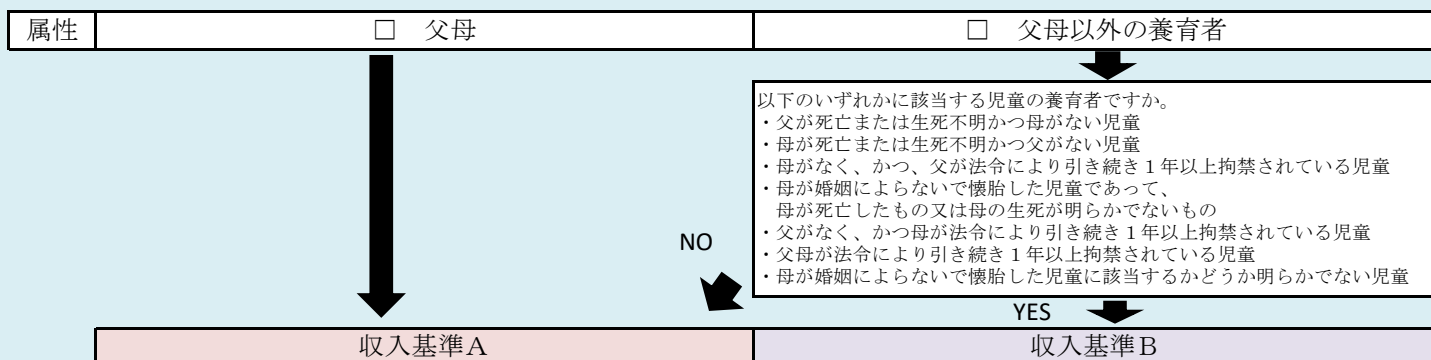 属性
□ 父母
□ 父母以外の養育者
以下のいずれかに該当する児童の養育者ですか。
・父が死亡または生死不明かつ母がない児童
・母が死亡または生死不明かつ父がない児童
・母がなく、かつ、父が法令により引き続き１年以上拘禁されている児童
・母が婚姻によらないで懐胎した児童であって、
母が死亡したもの又は母の生死が明らかでないもの
・父がなく、かつ母が法令により引き続き１年以上拘禁されている児童
・父母が法令により引き続き１年以上拘禁されている児童
・母が婚姻によらないで懐胎した児童に該当するかどうか明らかでない児童
NO
YES
収入基準Ａ
収入基準Ｂ